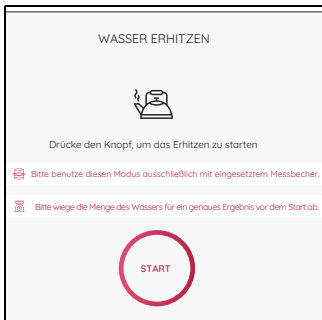 WASSER ERHITZEN
Drücke den Knopf, um das Erhitzen zu starten
Bitte benutze diesen Modus ausschließlich mit eingesetztem Messbecher.
Bitte wiege die Menge des Wassers für ein genaues Ergebnis vor dem Start ab.
START